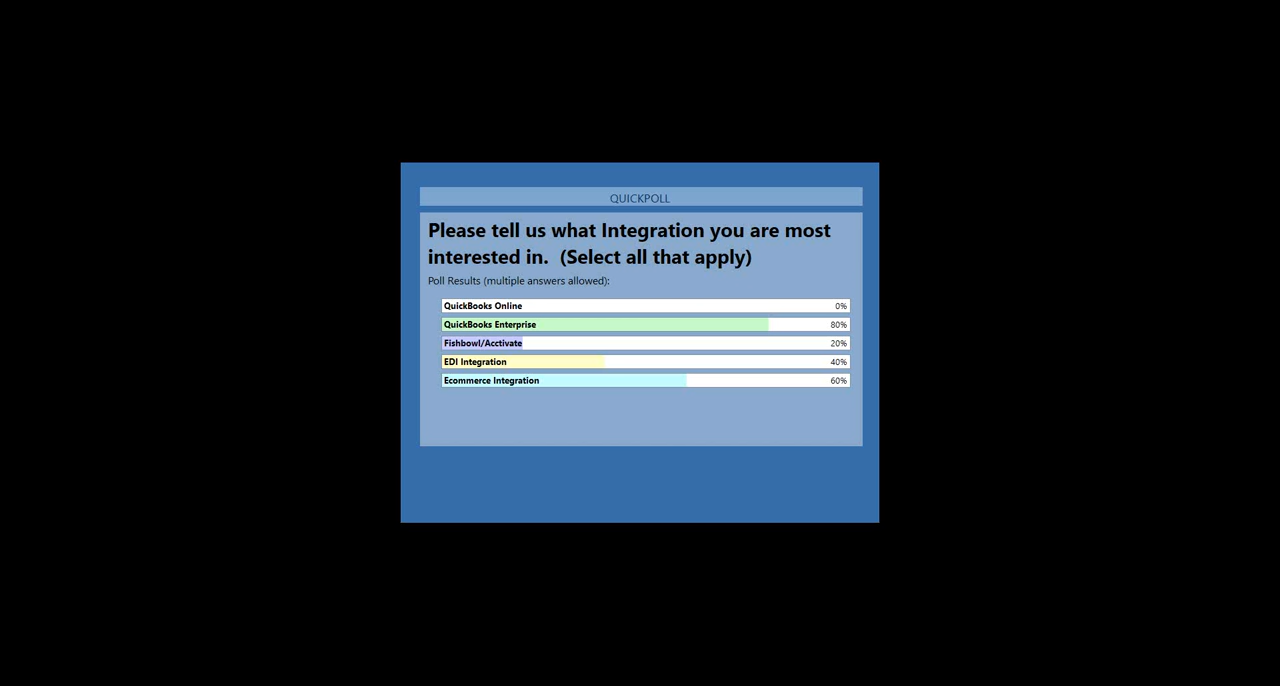 QUICKPOLL
Please tell us what Integration you are most
interested in.  (Select all that apply)
Poll Results (multiple answers allowed):
QuickBooks Online 0%
QuickBooks Enterprise 80%
Fishbowl/Acctivate 20%
EDI Integration 40%
Ecommerce Integration 60%